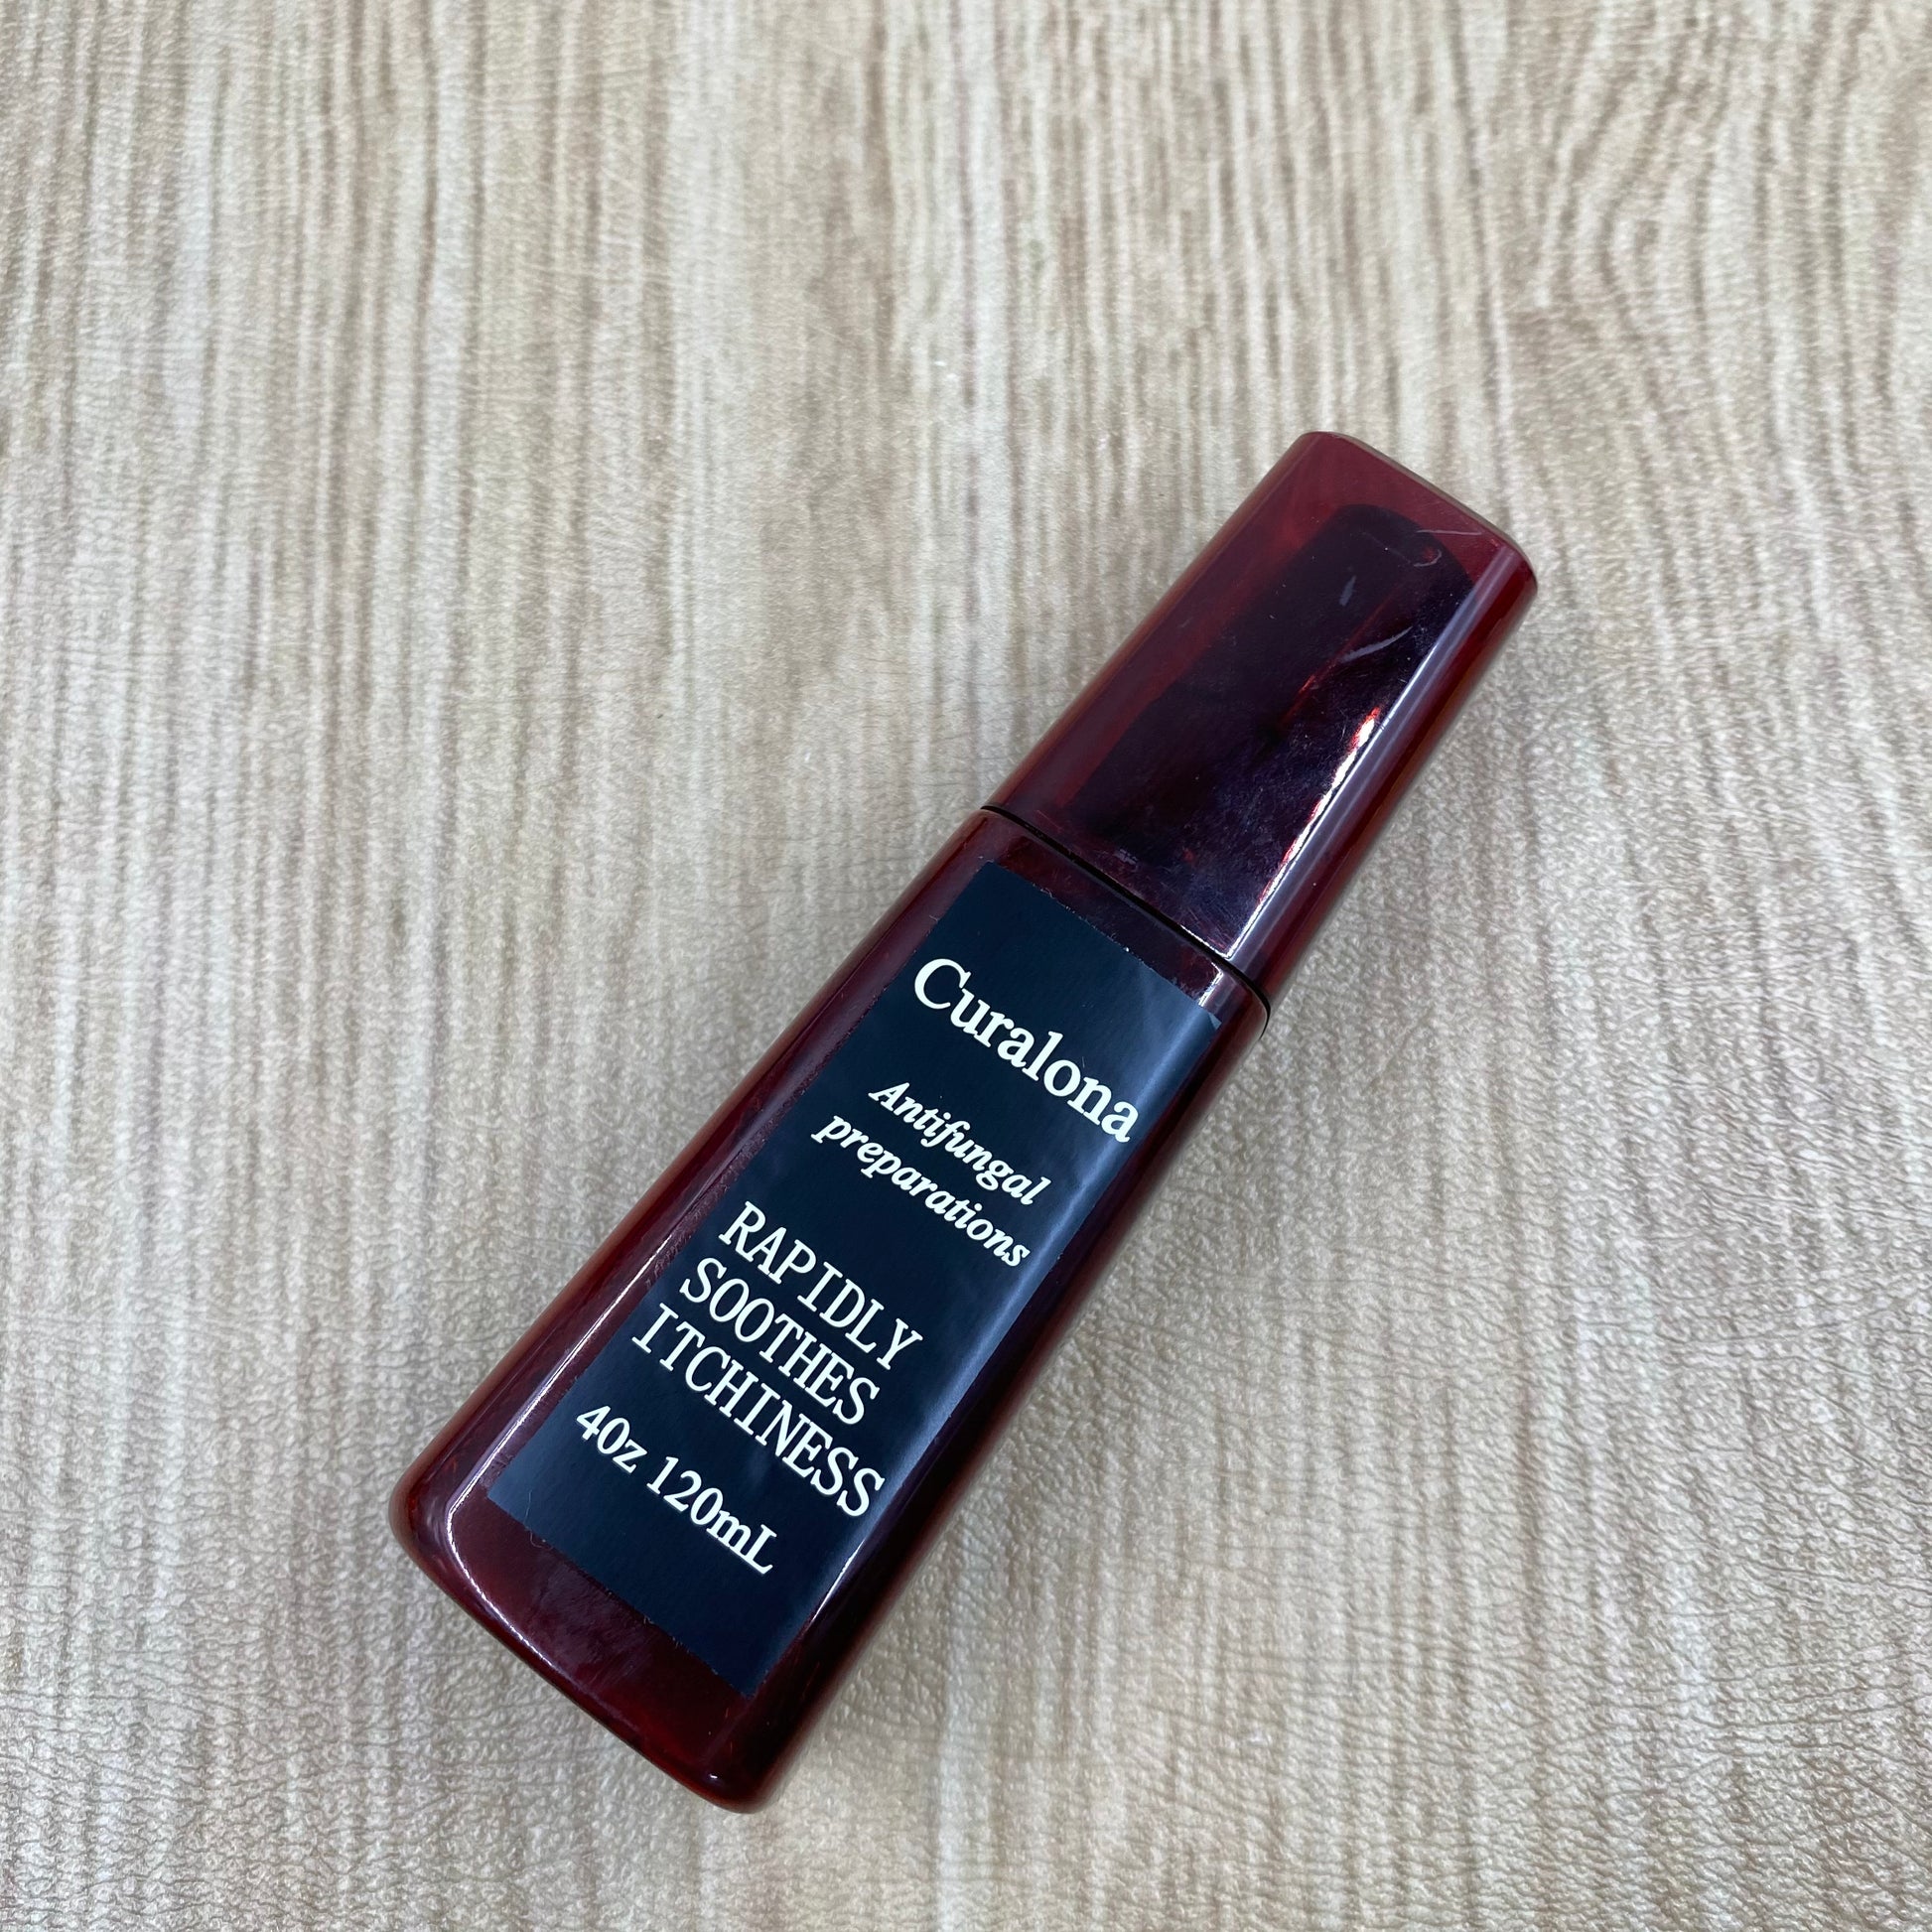 Curalona
Antifungal
preparations
RAPIDLY
SOOTHES
ITCHINESS
4oz 120mL